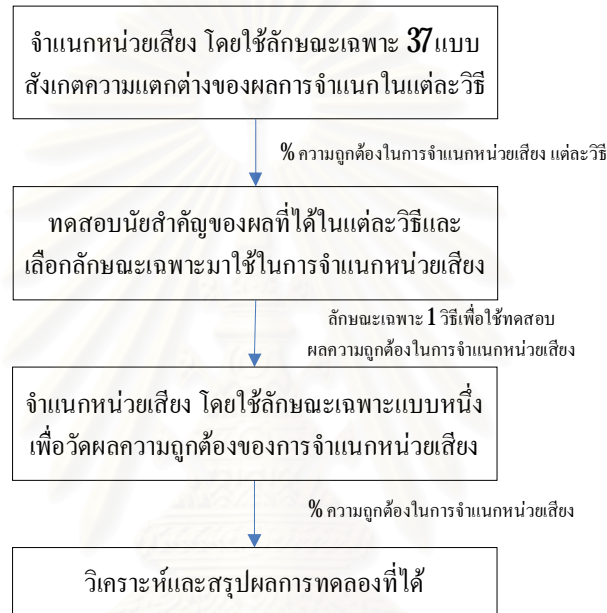 จำแนกหน่วยเสียง โดยใช้ลักษณะเฉพาะ 37 แบบ
สังเกตความแตกต่างของผลการจำแนกในแต่ละวิธี
% ความถูกต้องในการจำแนกหน่วยเสียง แต่ละวิธี
ทดสอบนัยสำคัญของผลที่ได้ในแต่ละวิธีและ
เลือกลักษณะเฉพาะมาใช้ในการจำแนกหน่วยเสียง
ลักษณะเฉพาะ 1 วิธีเพื่อใช้ทดสอบ
ผลความถูกต้องในการจำแนกหน่วยเสียง
จำแนกหน่วยเสียง โดยใช้ลักษณะเฉพาะแบบหนึ่ง
เพื่อวัดผลความถูกต้องของการจำแนกหน่วยเสียง
% ความถูกต้องในการจำแนกหน่วยเสียง
วิเคราะห์และสรุปผลการทดลองที่ได้